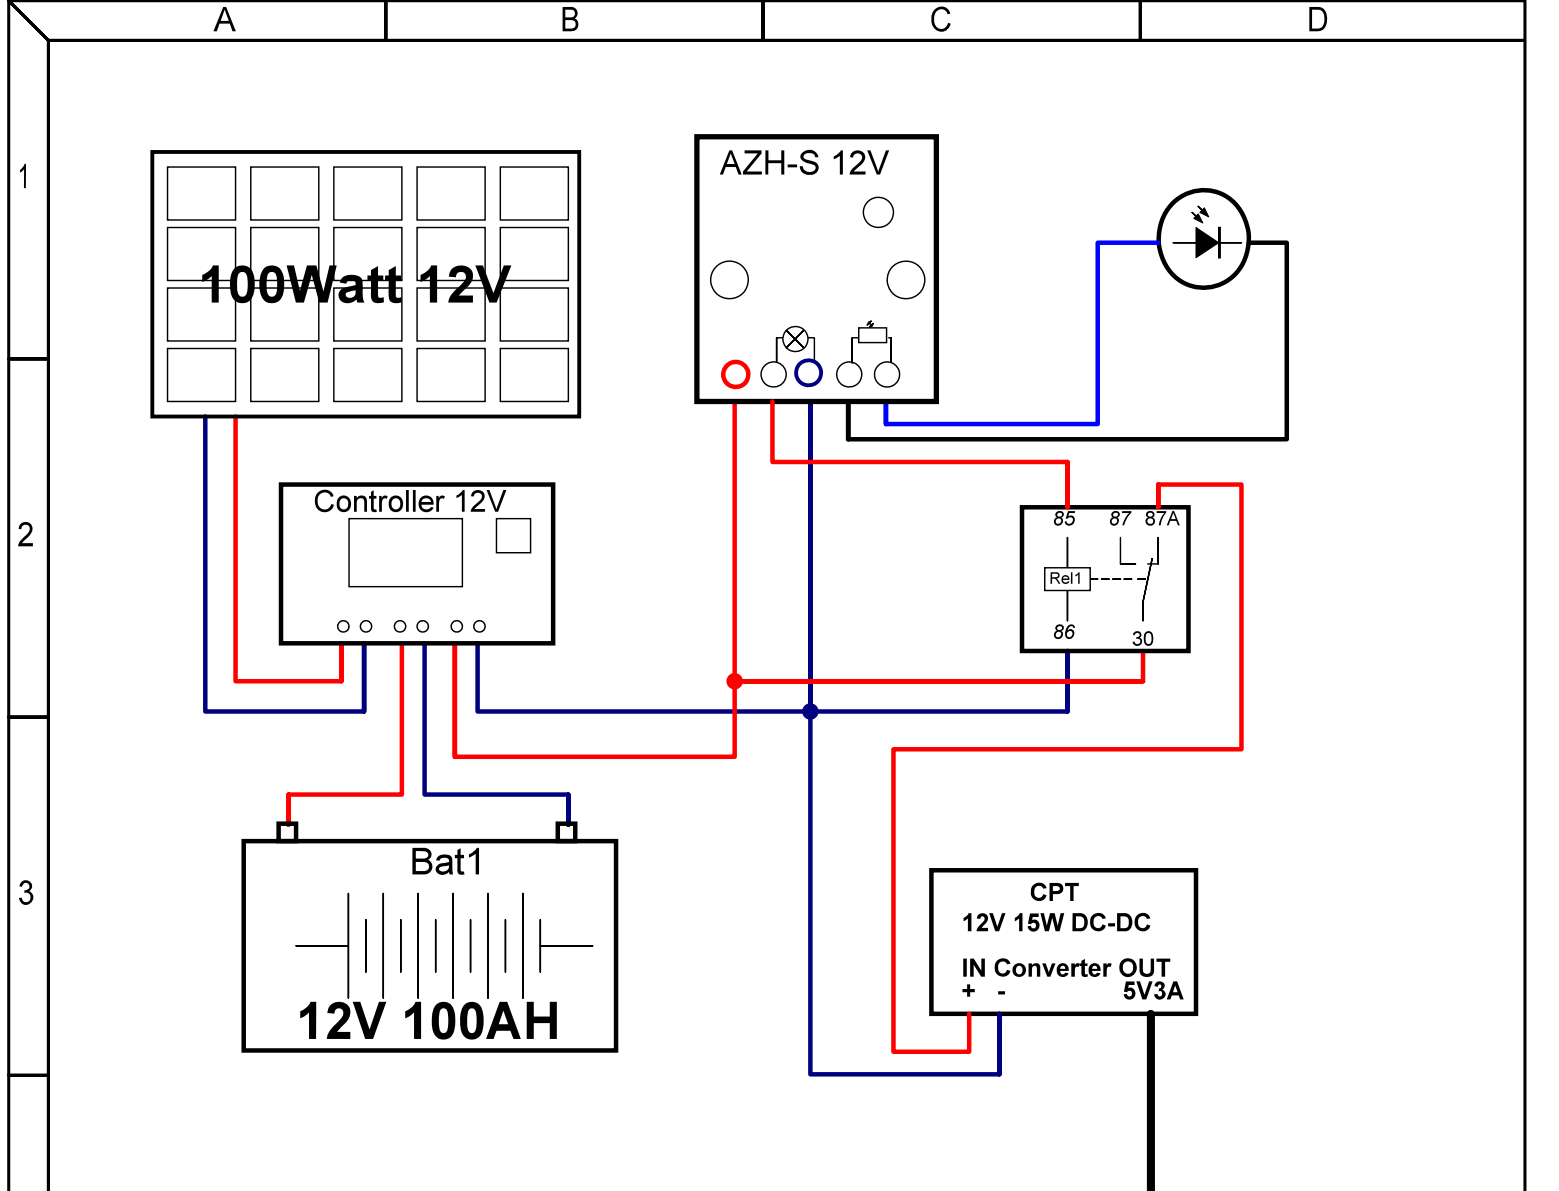 A B C D
1
AZH-S 12V
100Watt 12V
Controller 12V
2
85 87 87A
Rel1
86 30
3
Bat1
12V 100AH
CPT
12V 15W DC-DC
IN Converter OUT
+ - 5V3A